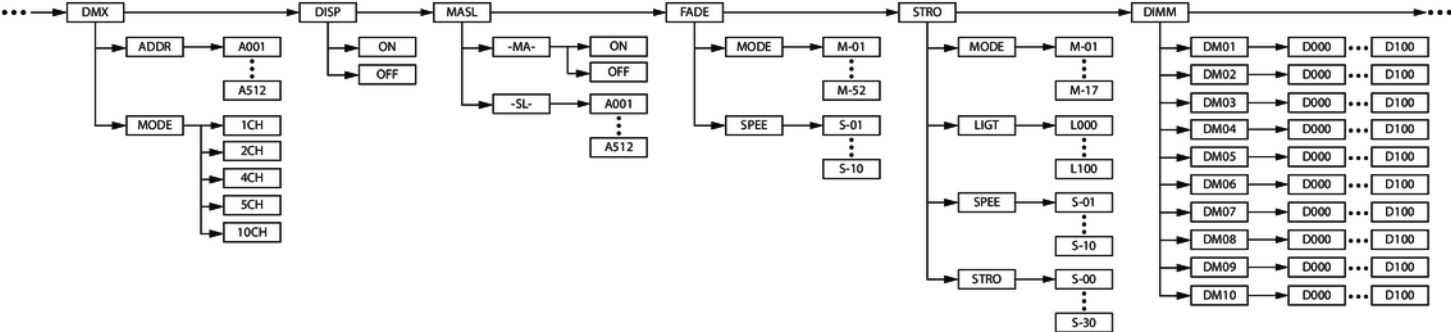 DMX
ADDR
A001
A512
MODE
1CH
2CH
4CH
5CH
10CH
DISP
ON
OFF
MASL
-MA-
ON
OFF
-SL-
A001
A512
FADE
MODE
M-01
M-52
SPEE
S-01
S-10
STRO
MODE
M-01
M-17
LIGT
L000
L100
SPEE
S-01
S-10
STRO
S-00
S-30
DIMM
DM01 D000 D100
DM02 D000 D100
DM03 D000 D100
DM04 D000 D100
DM05 D000 D100
DM06 D000 D100
DM07 D000 D100
DM08 D000 D100
DM09 D000 D100
DM10 D000 D100